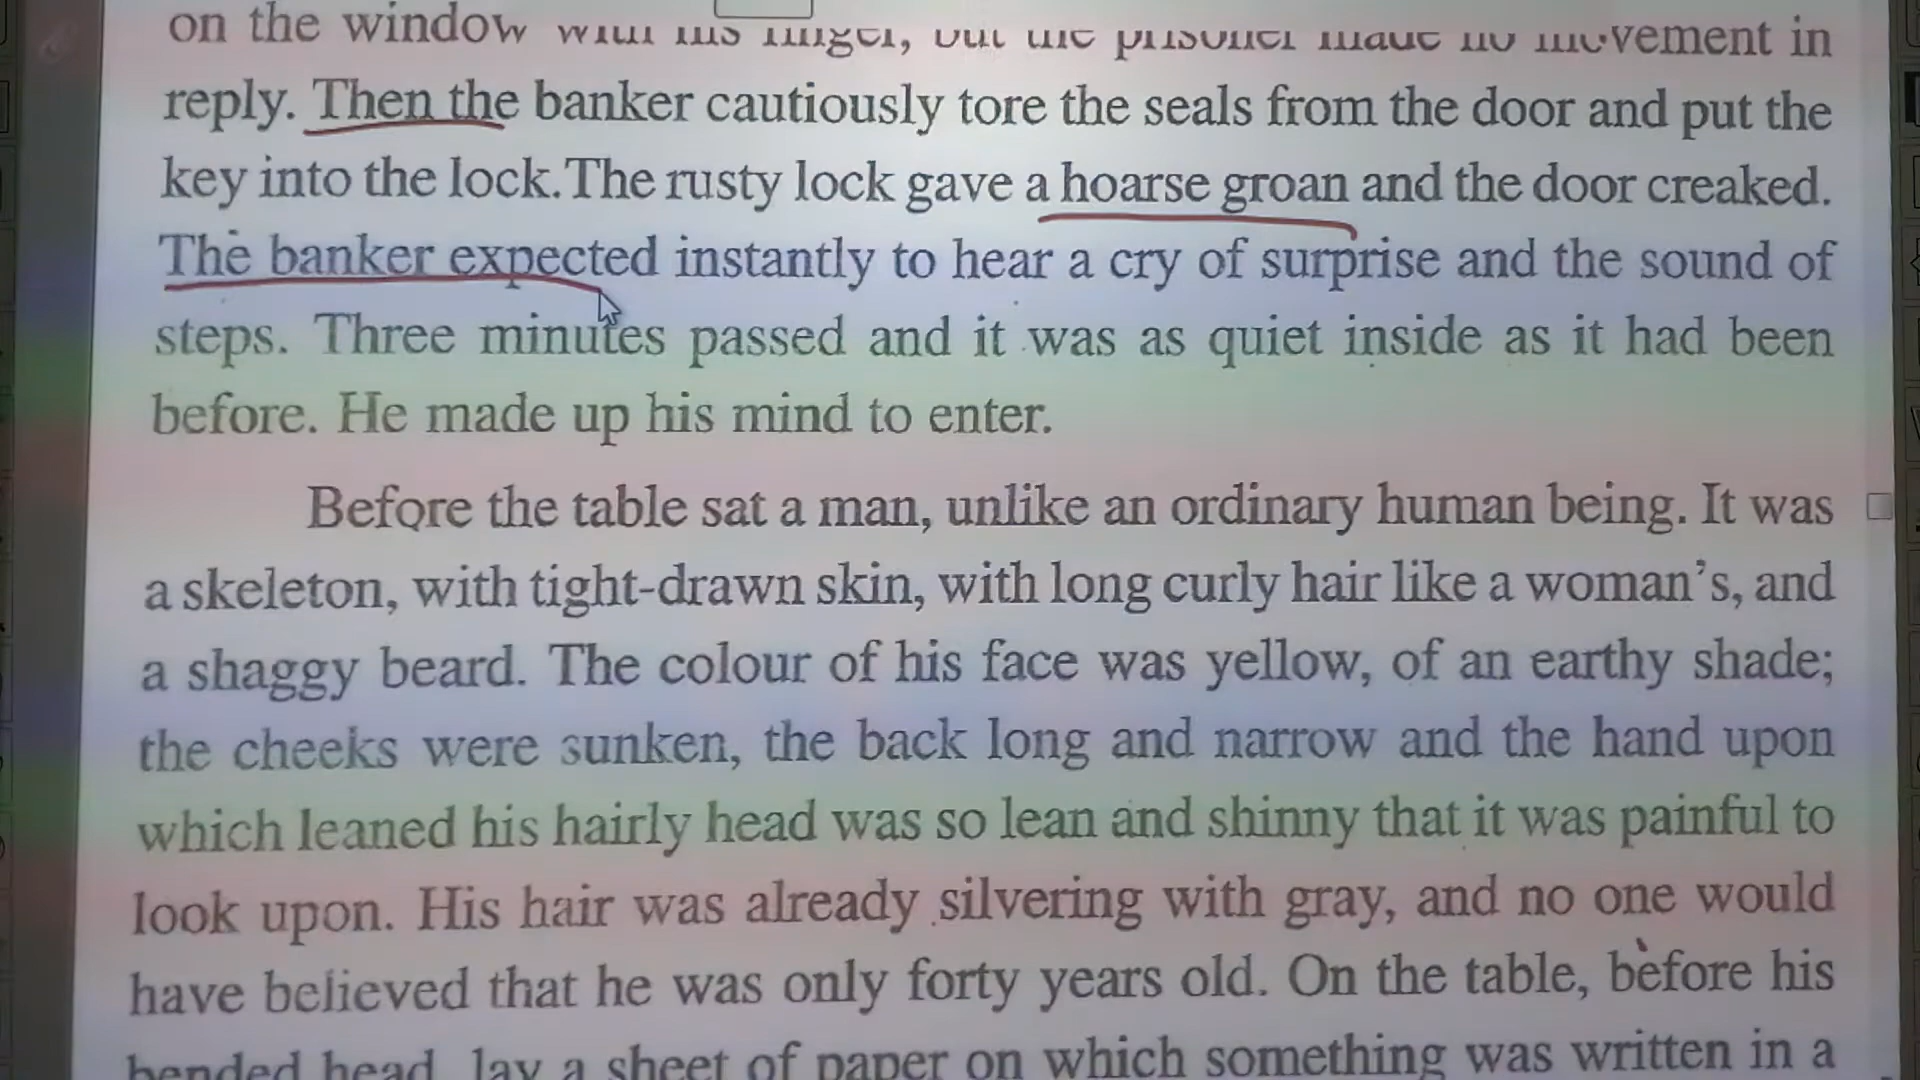 on the window with his finger, but the prisoner made no movement in
reply. Then the banker cautiously tore the seals from the door and put the
key into the lock. The rusty lock gave a hoarse groan and the door creaked.
The banker expected instantly to hear a cry of surprise and the sound of
steps. Three minutes passed and it was as quiet inside as it had been
before. He made up his mind to enter.
Before the table sat a man, unlike an ordinary human being. It was
a skeleton, with tight-drawn skin, with long curly hair like a woman's, and
a shaggy beard. The colour of his face was yellow, of an earthy shade;
the cheeks were sunken, the back long and narrow and the hand upon
which leaned his hairly head was so lean and shinny that it was painful to
look upon. His hair was already silvering with gray, and no one would
have believed that he was only forty years old. On the table, before his
bended head, lay a sheet of paper on which something was written in a